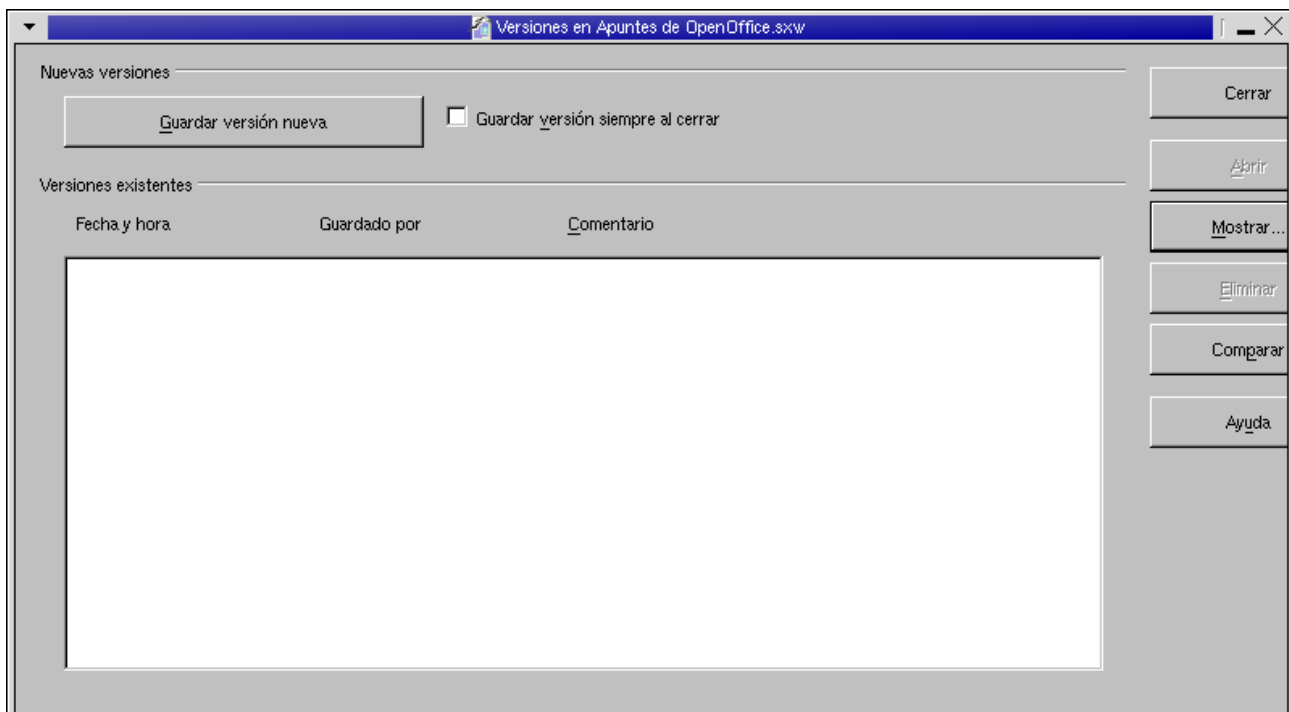 Versiones en Apuntes de OpenOffice.sxw
Nuevas versiones
Guardar versión nueva
Guardar versión siempre al cerrar
Versiones existentes
Fecha y hora
Guardado por
Comentario
Cerrar
Abrir
Mostrar...
Eliminar
Comparar
Ayuda